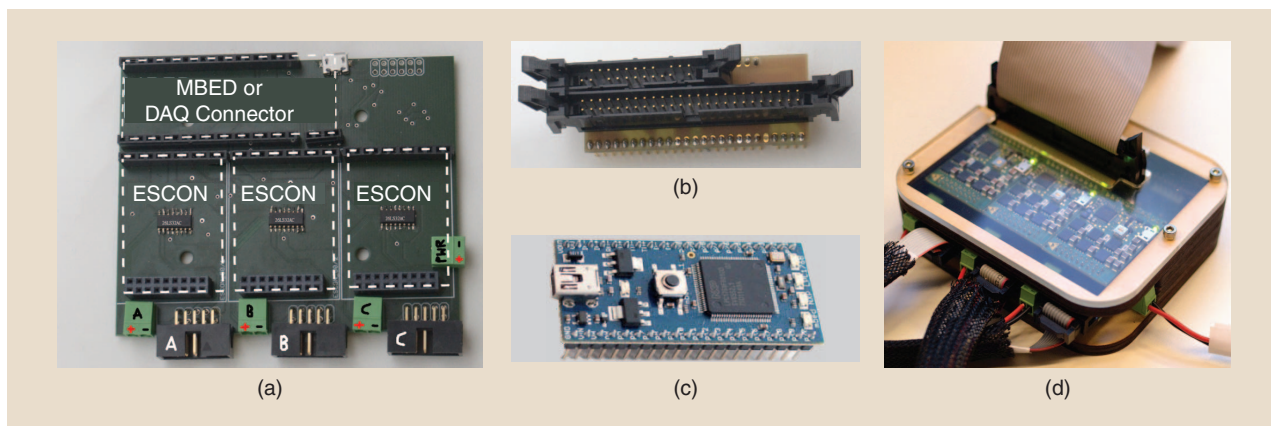 MBED or
DAQ Connector
ESCON
ESCON
ESCON
PWR
-
+
A
+ -
B
+ -
C
+ -
A
B
C
(a)
(b)
(c)
(d)